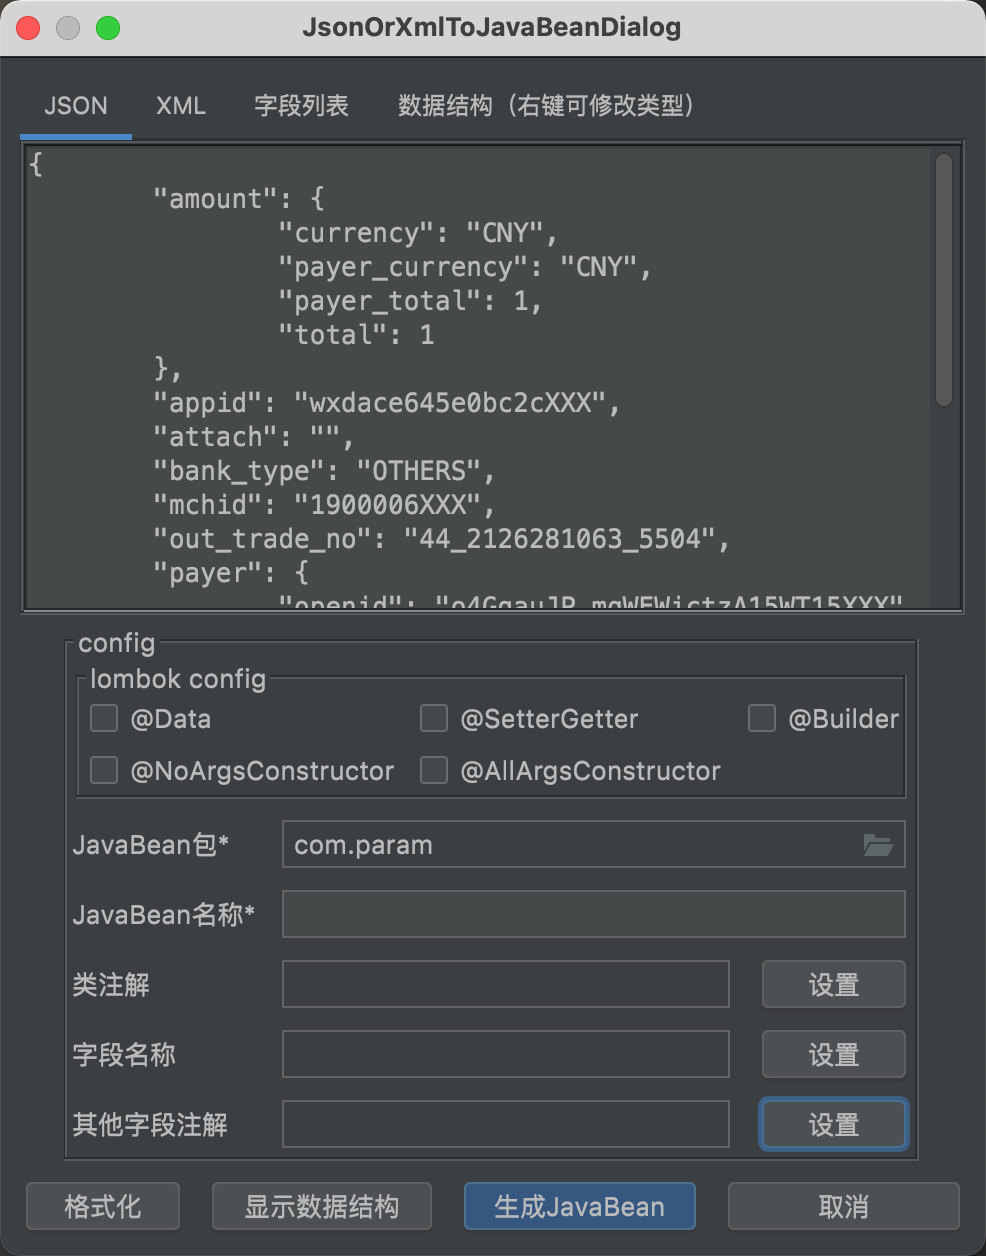 JsonOrXmlToJavaBeanDialog
JSON XML 字段列表 数据结构（右键可修改类型）
{
"amount": {
"currency": "CNY",
"payer_currency": "CNY",
"payer_total": 1,
"total": 1
},
"appid": "wxdace645e0bc2cXXX",
"attach": "",
"bank_type": "OTHERS",
"mchid": "1900006XXX",
"out_trade_no": "44_2126281063_5504",
"payer": {
"openid":
config
lombok config
@Data @SetterGetter @Builder
@NoArgsConstructor @AllArgsConstructor
JavaBean包* com.param
JavaBean名称*
类注解 设置
字段名称 设置
其他字段注解 设置
格式化 显示数据结构 生成JavaBean 取消